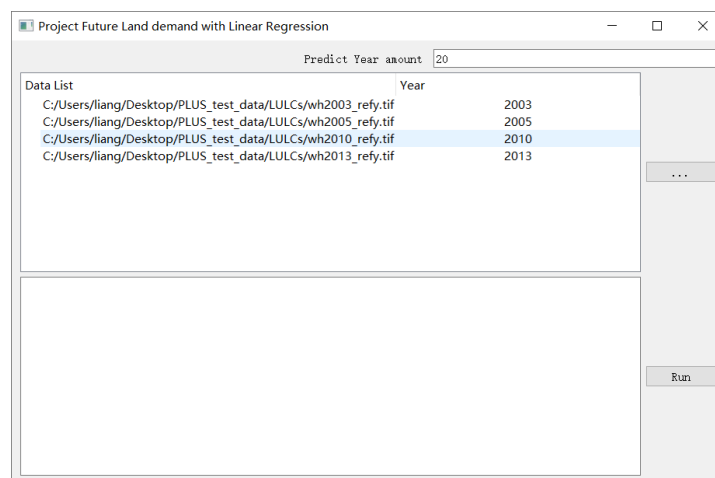 Project Future Land demand with Linear Regression
Predict Year amount 20
Data List Year
C:/Users/liang/Desktop/PLUS_test_data/LULCs/wh2003_refy.tif 2003
C:/Users/liang/Desktop/PLUS_test_data/LULCs/wh2005_refy.tif 2005
C:/Users/liang/Desktop/PLUS_test_data/LULCs/wh2010_refy.tif 2010
C:/Users/liang/Desktop/PLUS_test_data/LULCs/wh2013_refy.tif 2013
...
Run